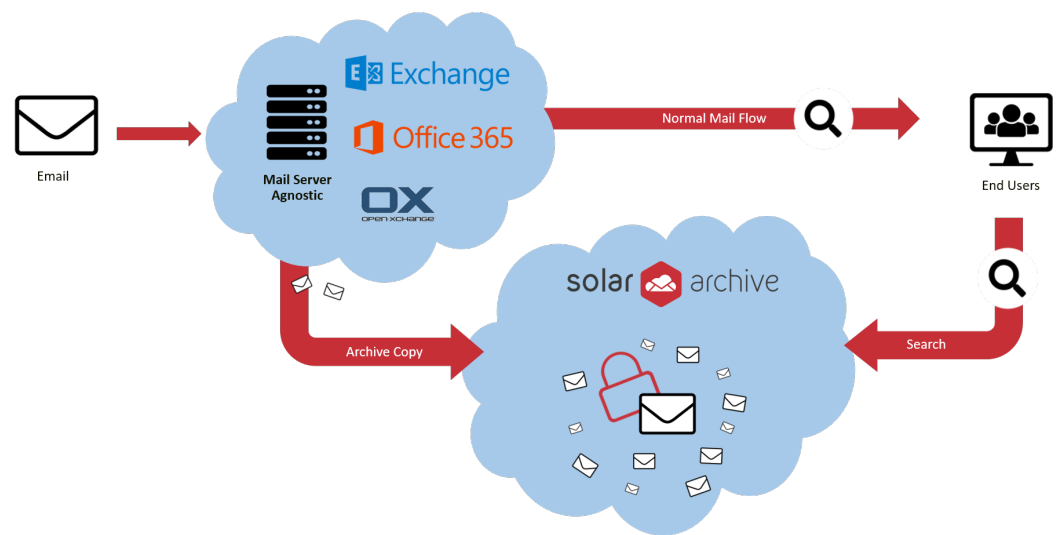 Email
Mail Server
Agnostic
Exchange
Office 365
OX
OPEN XCHANGE
Normal Mail Flow
End Users
solar archive
Archive Copy
Search